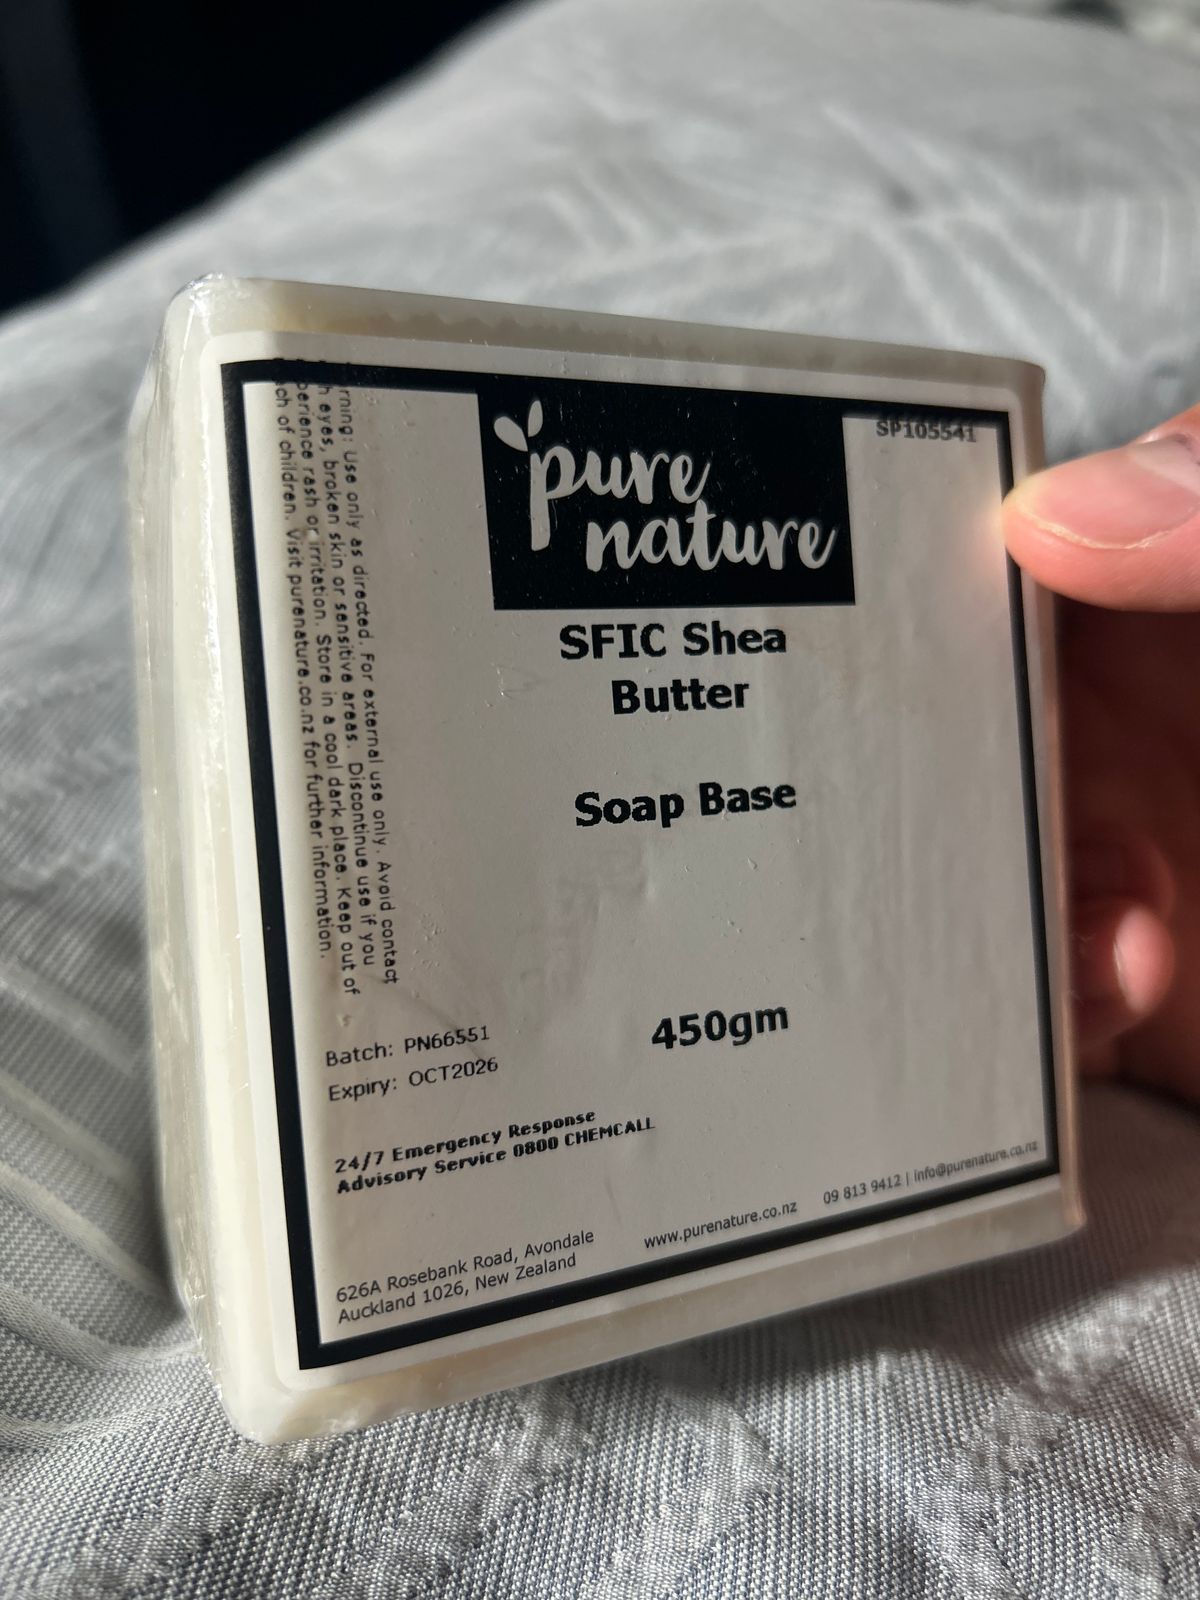 pure
nature
SP105541
SFIC Shea
Butter
Soap Base
450gm
rning: Use only as directed. For external use only. Avoid contact
h eyes, broken skin or sensitive areas. Discontinue use if you
perience rash or irritation. Store in a cool dark place. Keep out of
ch of children. Visit purenature.co.nz for further information.
Batch: PN66551
Expiry: OCT2026
24/7 Emergency Response
Advisory Service 0800 CHEMCALL
626A Rosebank Road, Avondale
Auckland 1026, New Zealand
www.purenature.co.nz
09 813 9412 | info@purenature.co.nz